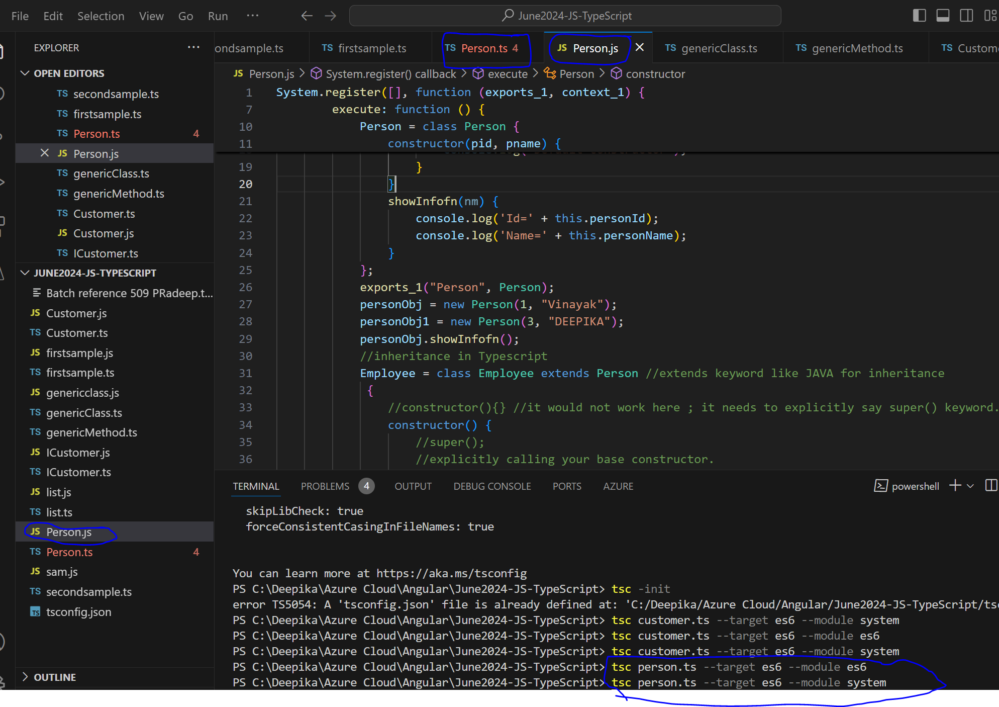 File Edit Selection View Go Run ··· June2024-JS-TypeScript
EXPLORER ···
OPEN EDITORS
TS secondsample.ts
TS firstsample.ts
TS Person.ts 4
JS Person.js
TS genericClass.ts
TS genericMethod.ts
TS Customer.ts
JS Customer.js
TS ICustomer.ts
JUNE2024-JS-TYPESCRIPT
Batch reference 509 PRadeep.t...
JS Customer.js
TS Customer.ts
JS firstsample.js
TS firstsample.ts
JS genericclass.js
TS genericClass.ts
TS genericMethod.ts
JS ICustomer.js
TS ICustomer.ts
JS list.js
TS list.ts
JS Person.js
TS Person.ts 4
JS sam.js
TS secondsample.ts
TS tsconfig.json
OUTLINE
ondsample.ts TS firstsample.ts TS Person.ts 4 JS Person.js TS genericClass.ts TS genericMethod.ts TS Custome
JS Person.js > System.register() callback > execute > Person > constructor
1 System.register([], function (exports_1, context_1) {
7 execute: function () {
10 Person = class Person {
11 constructor(pid, pname) {
19 }
20 }
21 showInfofn(nm) {
22 console.log('Id=' + this.personId);
23 console.log('Name=' + this.personName);
24 }
25 };
26 exports_1("Person", Person);
27 personObj = new Person(1, "Vinayak");
28 personObj1 = new Person(3, "DEEPIKA");
29 personObj.showInfofn();
30 //inheritance in Typescript
31 Employee = class Employee extends Person //extends keyword like JAVA for inheritance
32 {
33 //constructor(){} //it would not work here ; it needs to explicitly say super() keyword.
34 constructor() {
35 //super();
36 //explicitly calling your base constructor.
TERMINAL PROBLEMS 4 OUTPUT DEBUG CONSOLE PORTS AZURE powershell
skipLibCheck: true
forceConsistentCasingInFileNames: true
You can learn more at https://aka.ms/tsconfig
PS C:\Deepika\Azure Cloud\Angular\June2024-JS-TypeScript> tsc -init
error TS5054: A 'tsconfig.json' file is already defined at: 'C:/Deepika/Azure Cloud/Angular/June2024-JS-TypeScript/tsc
PS C:\Deepika\Azure Cloud\Angular\June2024-JS-TypeScript> tsc customer.ts --target es6 --module system
PS C:\Deepika\Azure Cloud\Angular\June2024-JS-TypeScript> tsc customer.ts --target es6 --module es6
PS C:\Deepika\Azure Cloud\Angular\June2024-JS-TypeScript> tsc customer.ts --target es6 --module system
PS C:\Deepika\Azure Cloud\Angular\June2024-JS-TypeScript> tsc person.ts --target es6 --module es6
PS C:\Deepika\Azure Cloud\Angular\June2024-JS-TypeScript> tsc person.ts --target es6 --module system